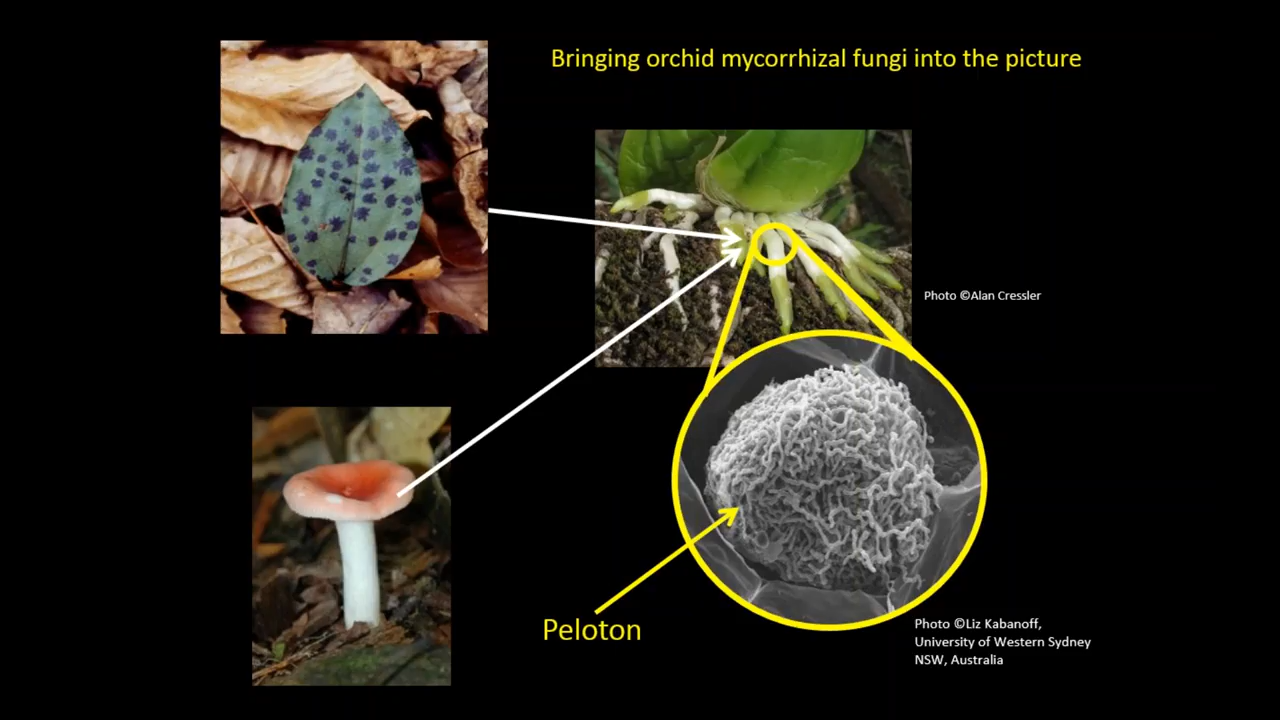 Bringing orchid mycorrhizal fungi into the picture
Photo ©Alan Cressler
Peloton
Photo ©Liz Kabanoff,
University of Western Sydney
NSW, Australia